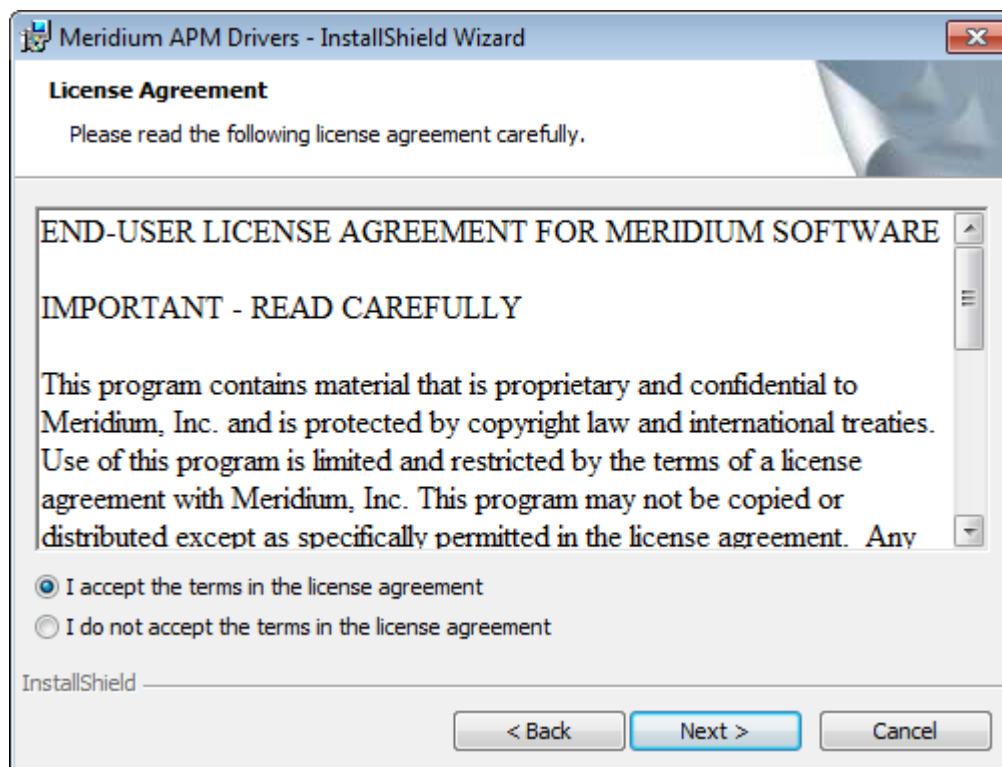 Meridium APM Drivers - InstallShield Wizard
License Agreement
Please read the following license agreement carefully.
END-USER LICENSE AGREEMENT FOR MERIDIUM SOFTWARE
IMPORTANT - READ CAREFULLY
This program contains material that is proprietary and confidential to
Meridium, Inc. and is protected by copyright law and international treaties.
Use of this program is limited and restricted by the terms of a license
agreement with Meridium, Inc. This program may not be copied or
distributed except as specifically permitted in the license agreement.  Any
I accept the terms in the license agreement
I do not accept the terms in the license agreement
InstallShield
< Back
Next >
Cancel